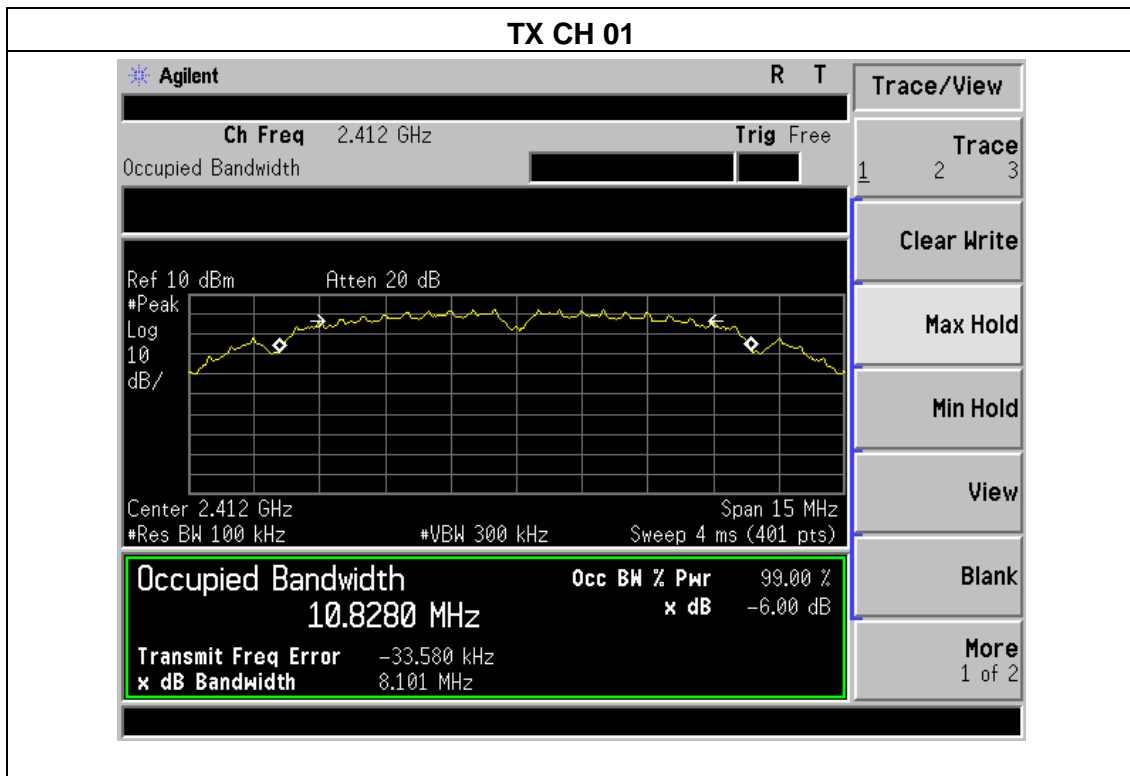 TX CH 01
Agilent R T
Ch Freq 2.412 GHz Trig Free
Occupied Bandwidth
Ref 10 dBm Atten 20 dB
#Peak
Log
10
dB/
Center 2.412 GHz Span 15 MHz
#Res BW 100 kHz #VBW 300 kHz Sweep 4 ms (401 pts)
Occupied Bandwidth Occ BW % Pwr 99.00 %
10.8280 MHz x dB -6.00 dB
Transmit Freq Error -33.580 kHz
x dB Bandwidth 8.101 MHz
Trace/View
Trace
1 2 3
Clear Write
Max Hold
Min Hold
View
Blank
More
1 of 2